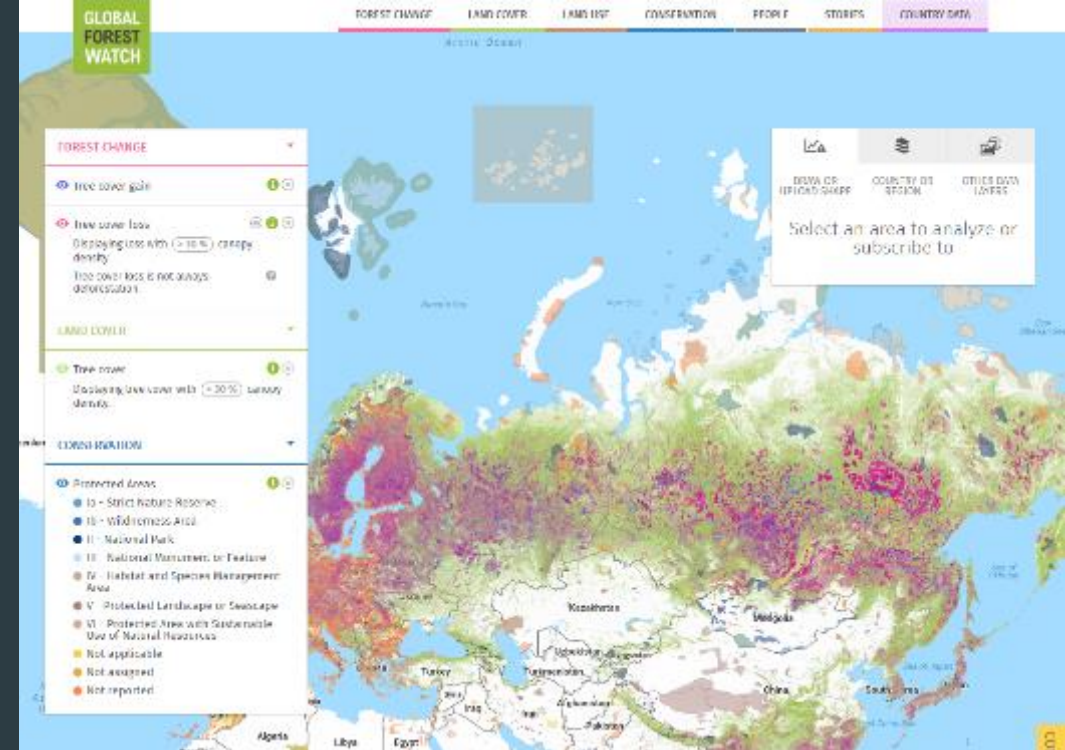 GLOBAL
FOREST
WATCH
FOREST CHANGE
LAND COVER
LAND USE
CONSERVATION
PEOPLE
STORIES
COUNTRY DATA
Arctic Ocean
FOREST CHANGE
Tree cover gain
Tree cover loss
Displaying loss with > 30 % canopy
density.
Tree cover loss is not always
deforestation.
LAND COVER
Tree cover
Displaying tree cover with > 30 % canopy
density.
CONSERVATION
Protected Areas
Ia - Strict Nature Reserve
Ib - Wilderness Area
II - National Park
III - National Monument or Feature
IV - Habitat and Species Management
Area
V - Protected Landscape or Seascape
VI - Protected Area with Sustainable
Use of Natural Resources
Not applicable
Not assigned
Not reported
DRAW OR
UPLOAD SHAPE
COUNTRY OR
REGION
OTHER DATA
LAYERS
Select an area to analyze or
subscribe to
Kazakhstan
Mongolia
Uzbekistan
Turkey
Turkmenistan
China
South
Iraq
Iran
Afghanistan
Pakistan
Algeria
Libya
Egypt